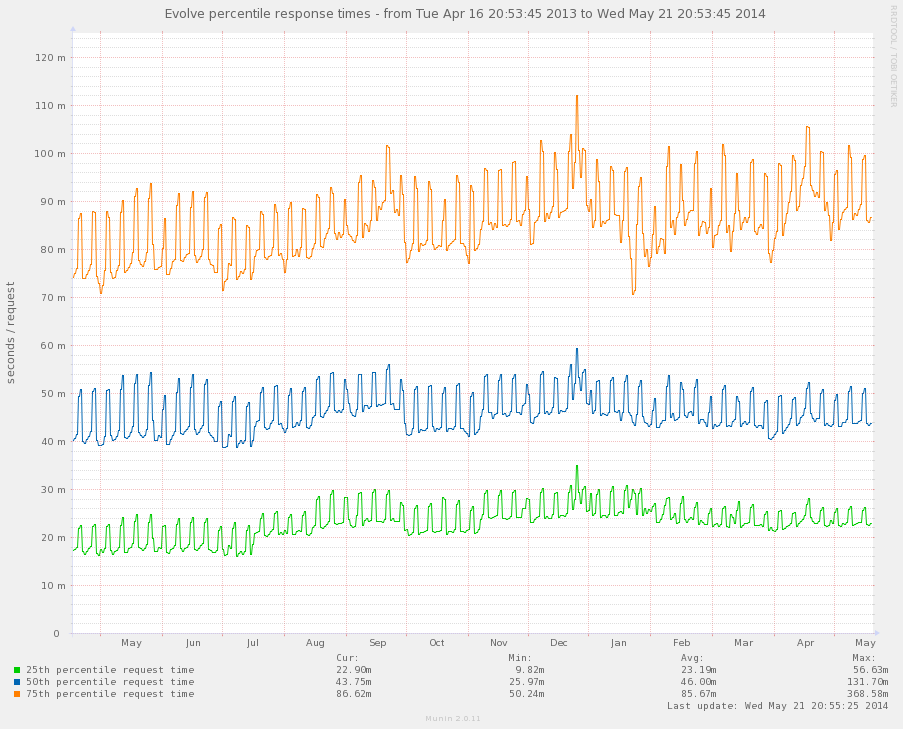 Evolve percentile response times - from Tue Apr 16 20:53:45 2013 to Wed May 21 20:53:45 2014
RRDTOOL / TOBI OETIKER
seconds / request
120 m
110 m
100 m
90 m
80 m
70 m
60 m
50 m
40 m
30 m
20 m
10 m
0
May Jun Jul Aug Sep Oct Nov Dec Jan Feb Mar Apr May
Cur: Min: Avg: Max:
25th percentile request time 22.90m 9.82m 23.19m 56.63m
50th percentile request time 43.75m 25.97m 46.00m 131.70m
75th percentile request time 86.62m 50.24m 85.67m 368.58m
Last update: Wed May 21 20:55:25 2014
Munin 2.0.11